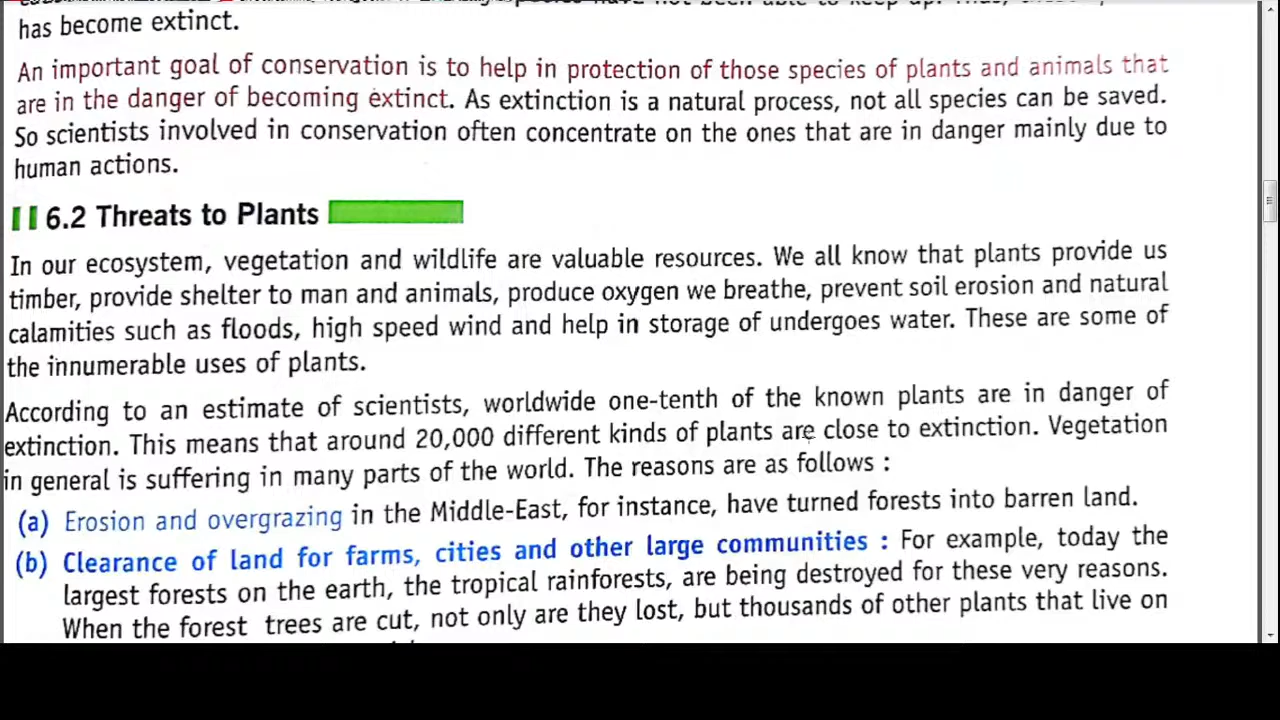 species have not been able to keep up. Thus,
has become extinct.
An important goal of conservation is to help in protection of those species of plants and animals that
are in the danger of becoming extinct. As extinction is a natural process, not all species can be saved.
So scientists involved in conservation often concentrate on the ones that are in danger mainly due to
human actions.
6.2 Threats to Plants
In our ecosystem, vegetation and wildlife are valuable resources. We all know that plants provide us
timber, provide shelter to man and animals, produce oxygen we breathe, prevent soil erosion and natural
calamities such as floods, high speed wind and help in storage of undergoes water. These are some of
the innumerable uses of plants.
According to an estimate of scientists, worldwide one-tenth of the known plants are in danger of
extinction. This means that around 20,000 different kinds of plants are close to extinction. Vegetation
in general is suffering in many parts of the world. The reasons are as follows :
(a) Erosion and overgrazing in the Middle-East, for instance, have turned forests into barren land.
(b) Clearance of land for farms, cities and other large communities : For example, today the
largest forests on the earth, the tropical rainforests, are being destroyed for these very reasons.
When the forest trees are cut, not only are they lost, but thousands of other plants that live on